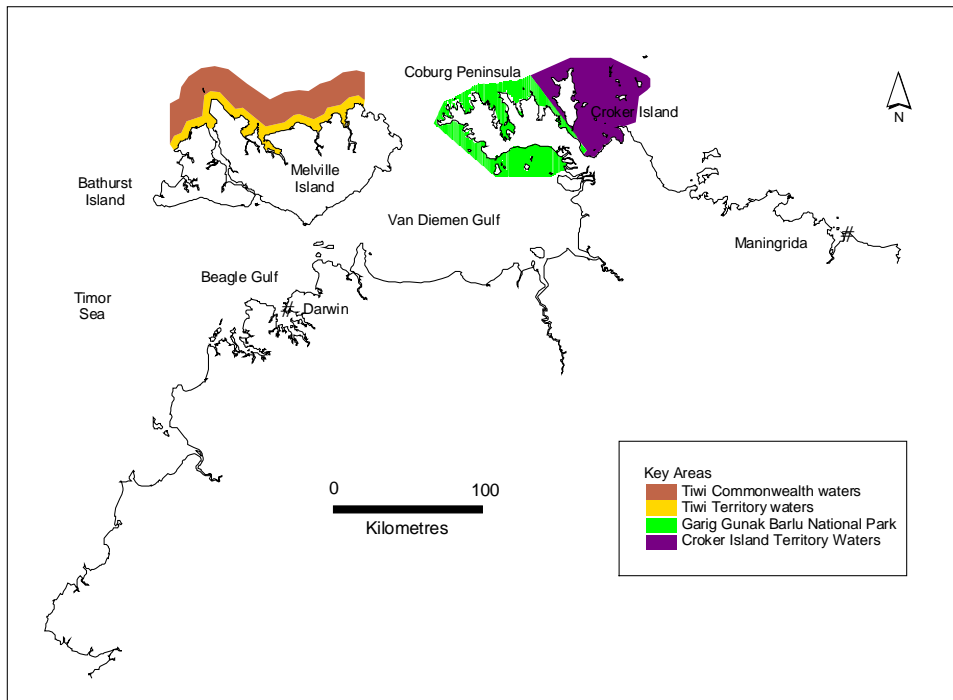 Coburg Peninsula
Croker Island
N
Melville
Island
Bathurst
Island
Van Diemen Gulf
Maningrida
#
Beagle Gulf
Timor
Sea
# Darwin
0 100
Kilometres
Key Areas
Tiwi Commonwealth waters
Tiwi Territory waters
Garig Gunak Barlu National Park
Croker Island Territory Waters